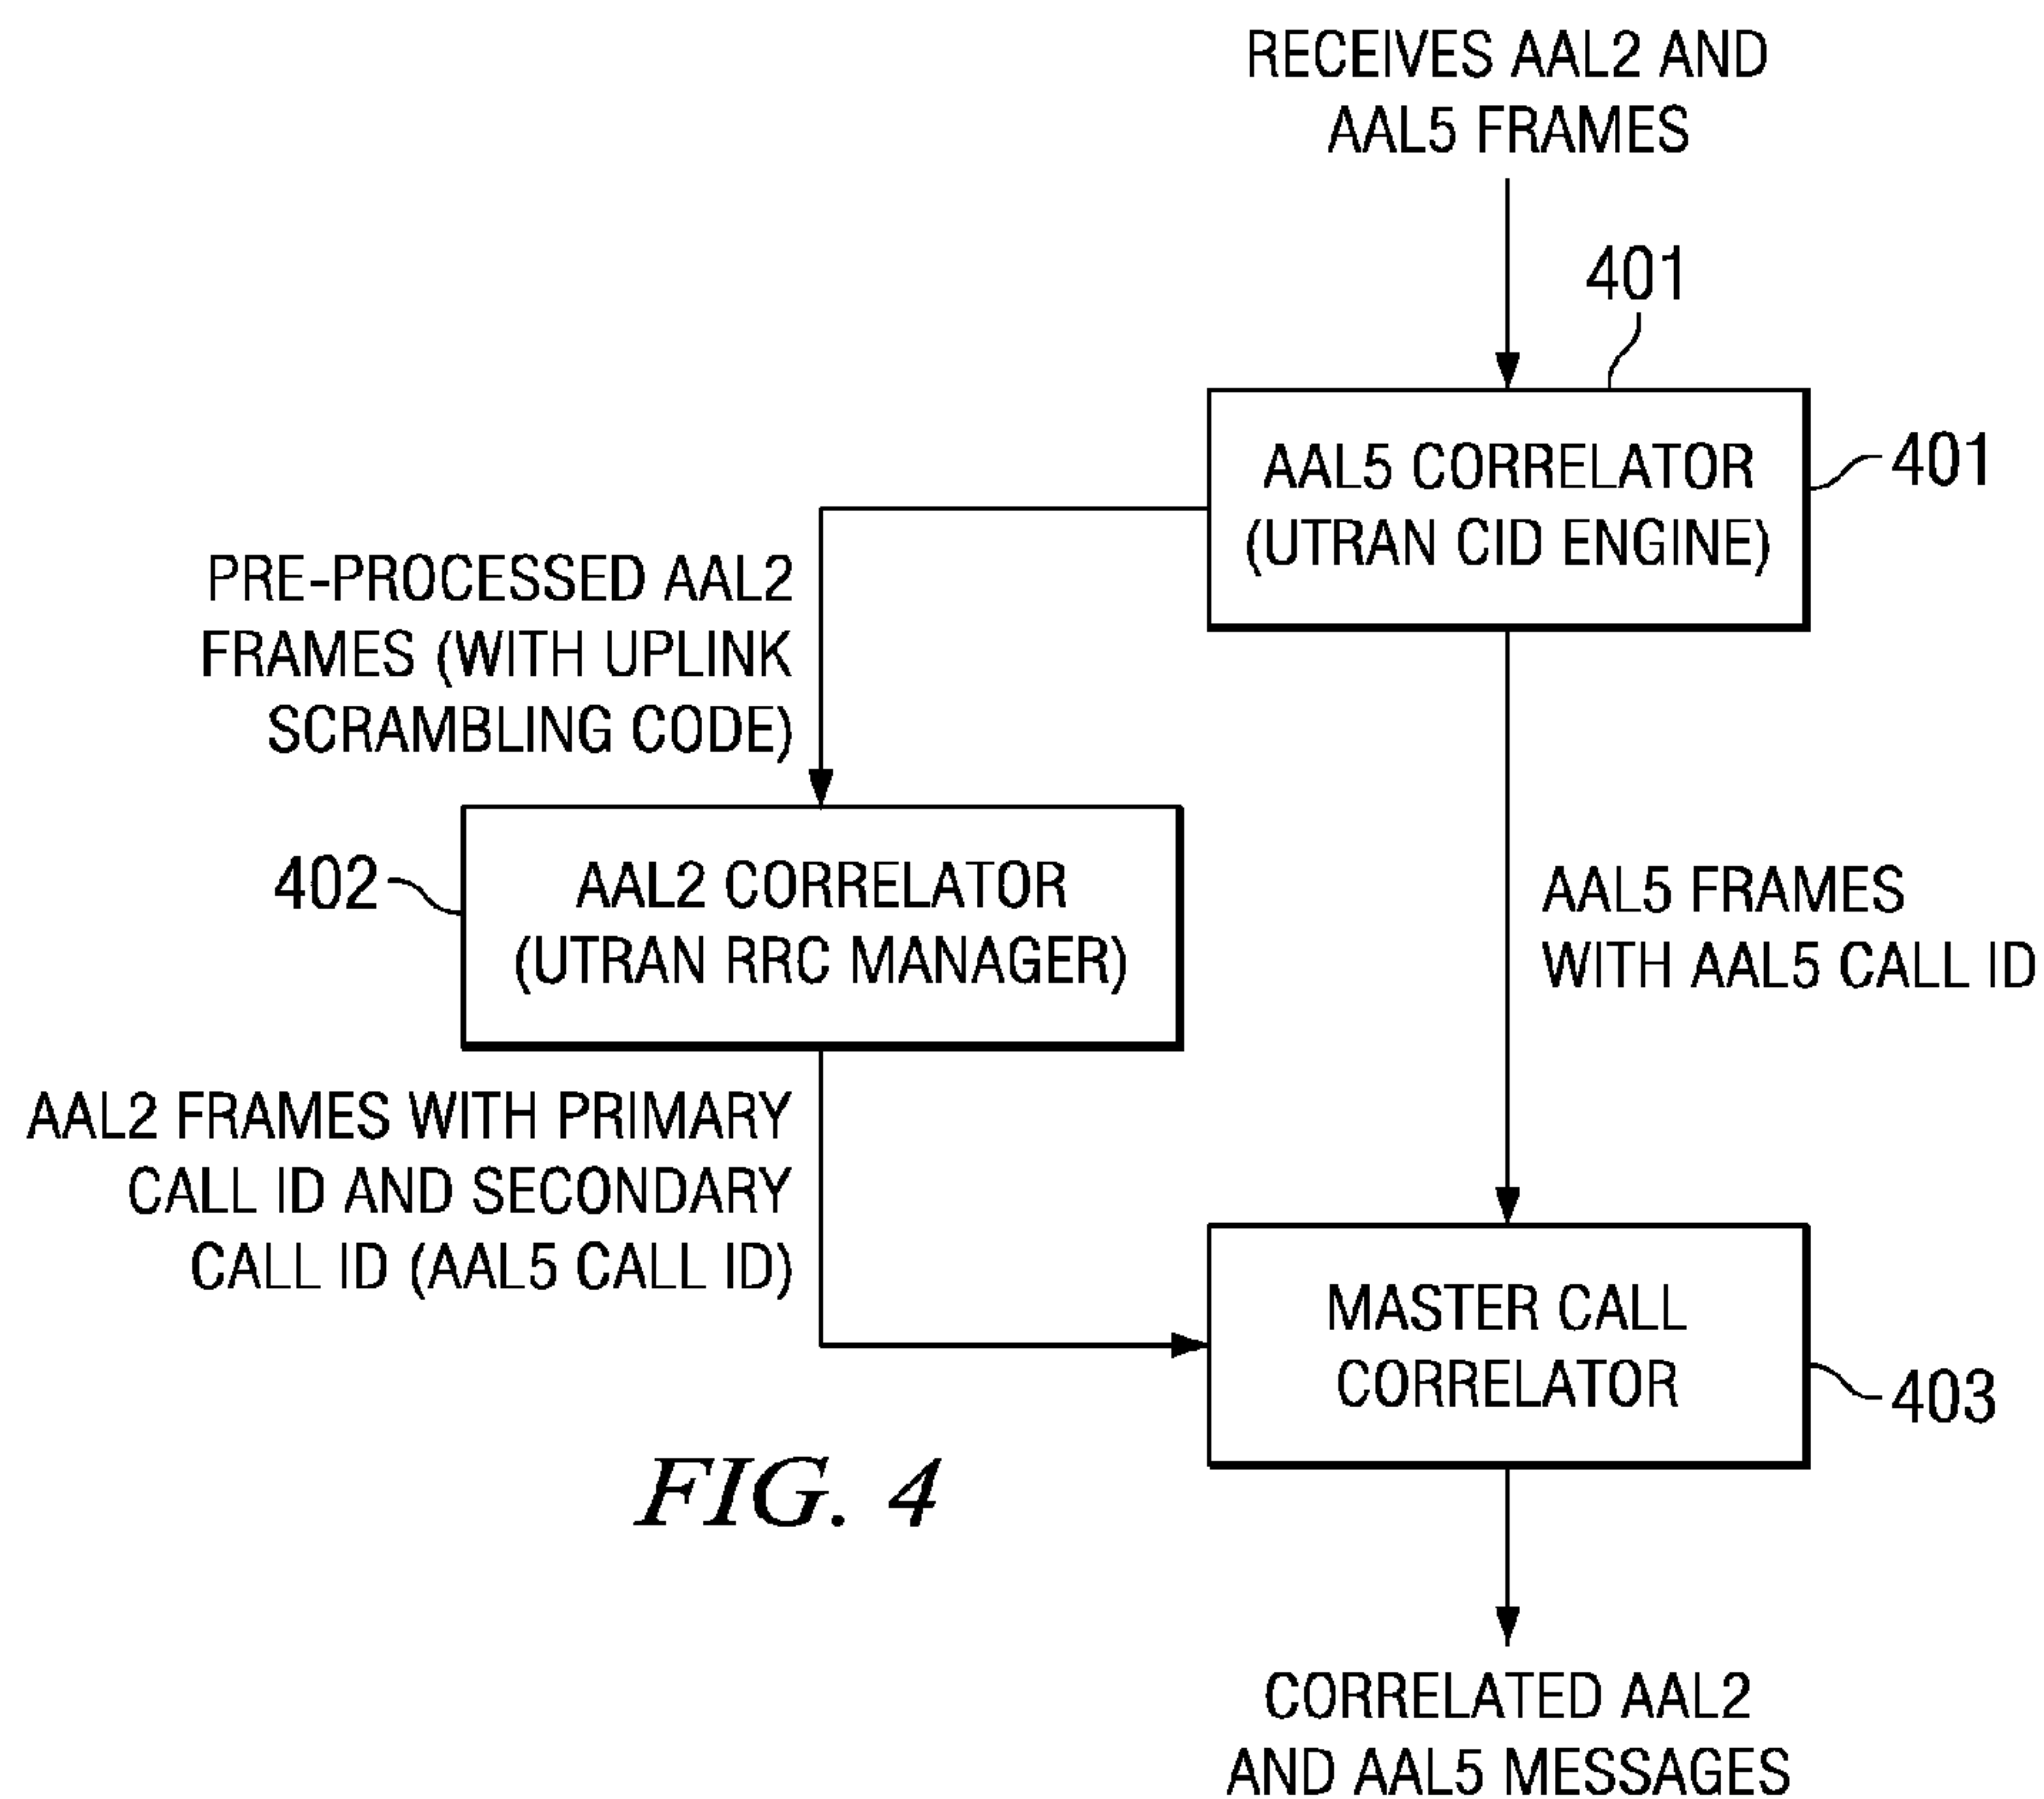 RECEIVES AAL2 AND
AAL5 FRAMES
401
AAL5 CORRELATOR
(UTRAN CID ENGINE)
401
PRE-PROCESSED AAL2
FRAMES (WITH UPLINK
SCRAMBLING CODE)
402
AAL2 CORRELATOR
(UTRAN RRC MANAGER)
AAL5 FRAMES
WITH AAL5 CALL ID
AAL2 FRAMES WITH PRIMARY
CALL ID AND SECONDARY
CALL ID (AAL5 CALL ID)
MASTER CALL
CORRELATOR
403
FIG. 4
CORRELATED AAL2
AND AAL5 MESSAGES